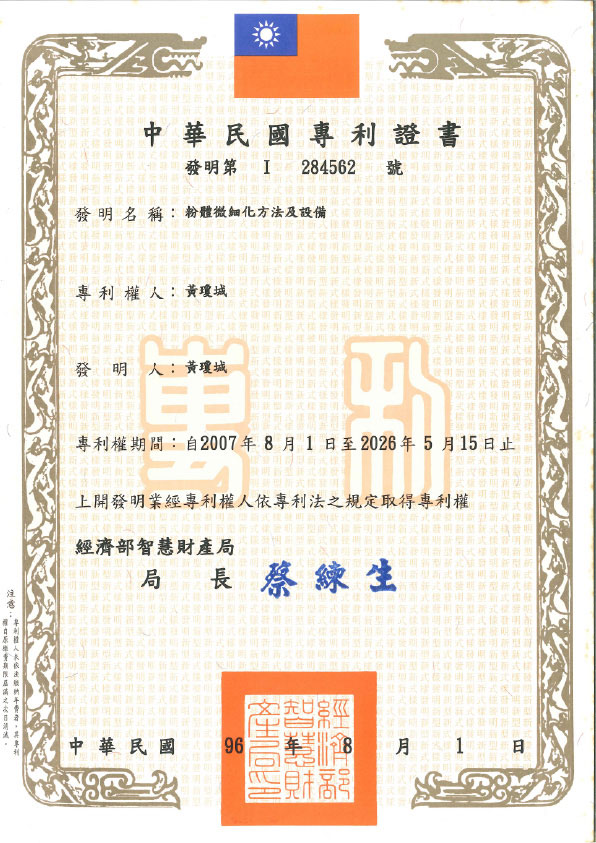 中華民國專利證書
發明第 I 284562 號
發明名稱：粉體微細化方法及設備
專利權人：黃瓊城
發明人：黃瓊城
專利權期間：自2007年8月1日至2026年5月15日止
上開發明業經專利權人依專利法之規定取得專利權
經濟部智慧財產局
局長 蔡練生
中華民國 96 年 8 月 1 日
經濟部
智慧財
產局印
專利
注意：專利權人未依法繳納年費者，其專利
權自原繳費期限屆滿之次日消滅。